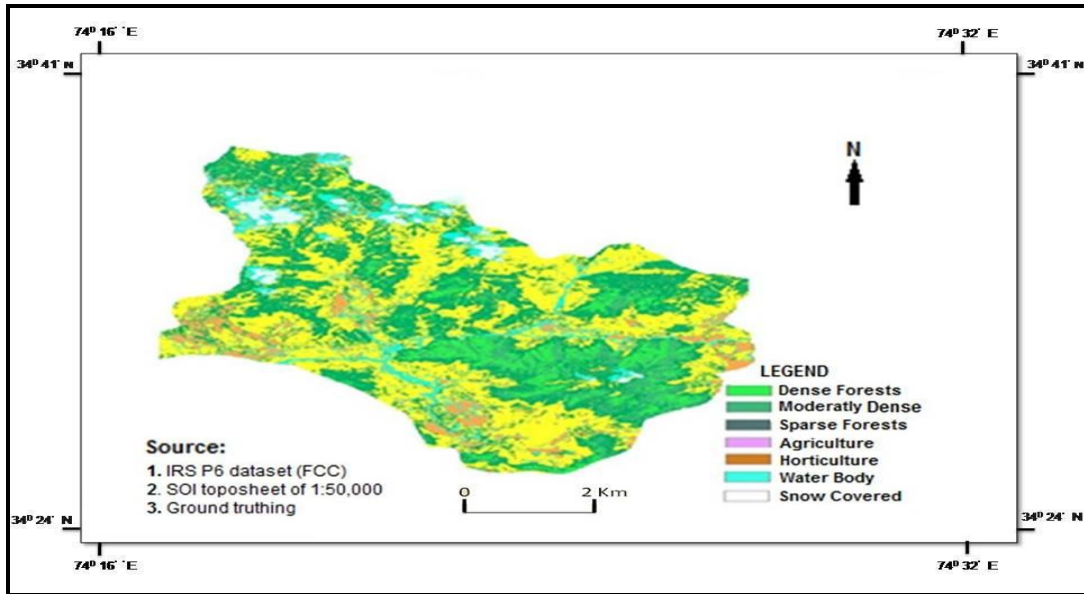 74⁰ 16' 'E
74⁰ 32' E
34⁰ 41' N
34⁰ 41' N
N
LEGEND
Dense Forests
Moderatly Dense
Sparse Forests
Agriculture
Horticulture
Water Body
Snow Covered
Source:
1. IRS P6 dataset (FCC)
2. SOI toposheet of 1:50,000
3. Ground truthing
0 2 Km
34⁰ 24' N
34⁰ 24' N
74⁰ 16' 'E
74⁰ 32' E